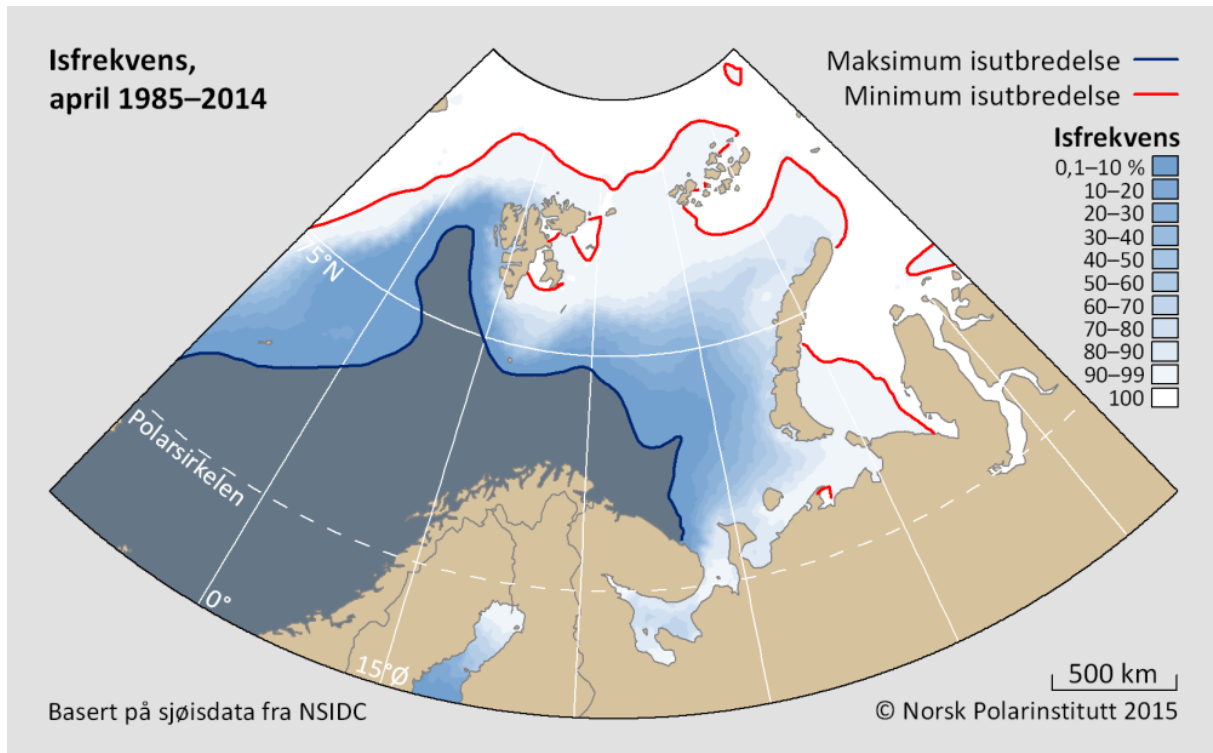 Isfrekvens,
april 1985–2014
Maksimum isutbredelse
Minimum isutbredelse
Isfrekvens
0,1–10 %
10–20
20–30
30–40
40–50
50–60
60–70
70–80
80–90
90–99
100
75°N
Polarsirkelen
0°
15°Ø
500 km
Basert på sjøisdata fra NSIDC
© Norsk Polarinstitutt 2015